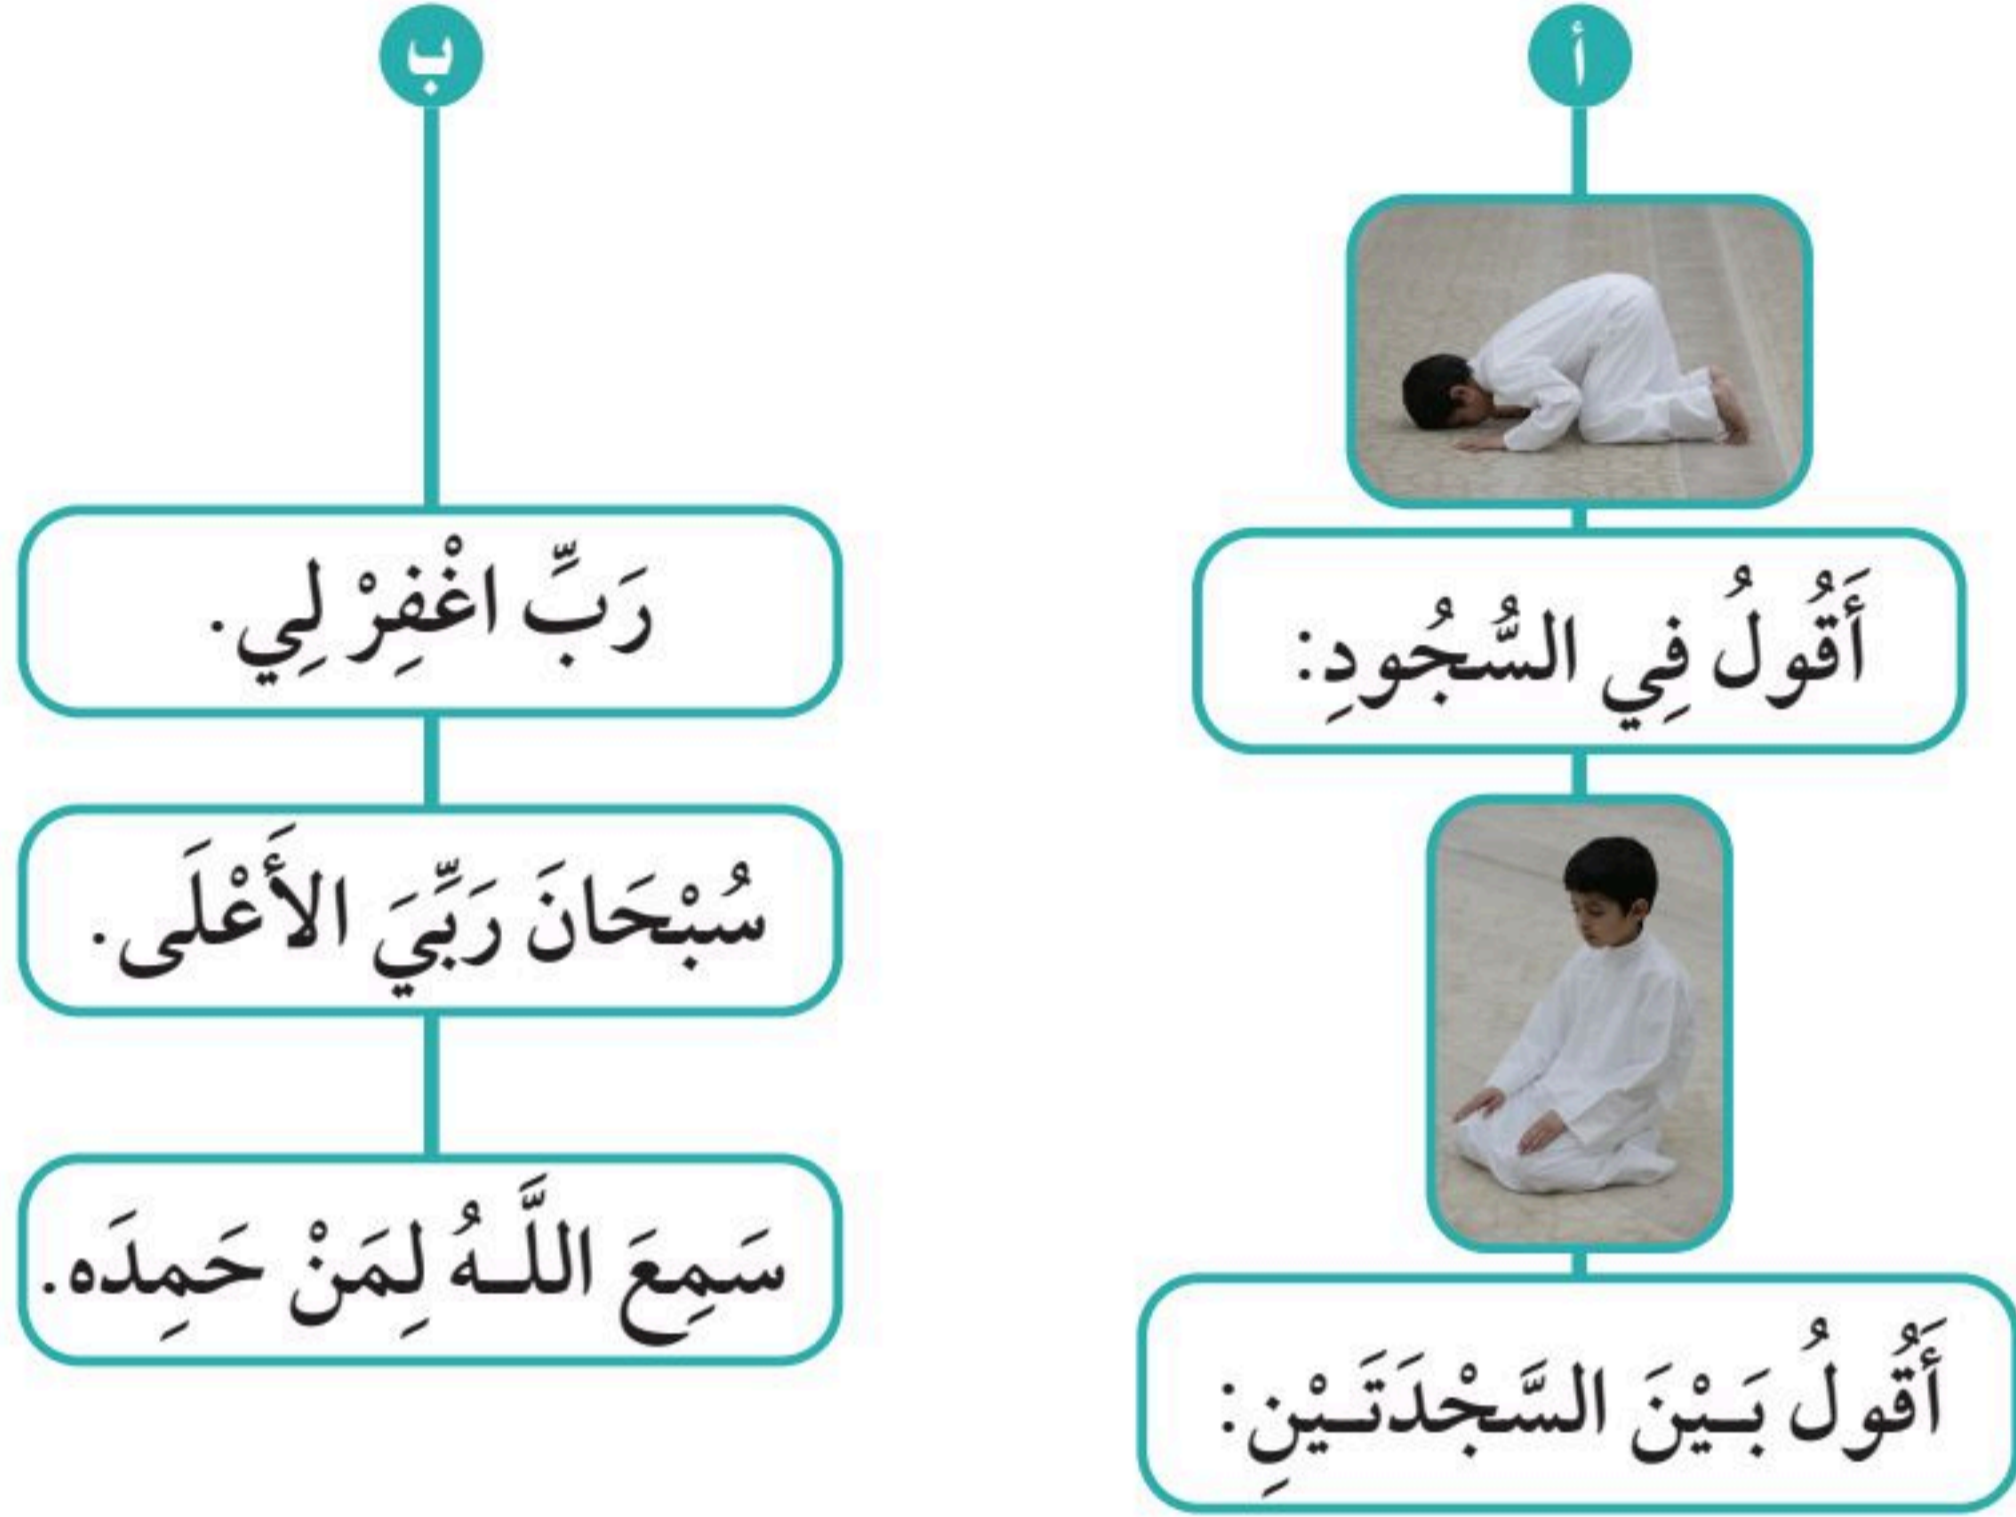 أ
أَقُولُ فِي السُّجُودِ:
أَقُولُ بَـيْنَ السَّجْدَتَـيْنِ:
ب
رَبِّ اغْفِرْ لِي.
سُبْحَانَ رَبِّيَ الأَعْلَى.
سَمِعَ اللَّـهُ لِمَنْ حَمِدَه.